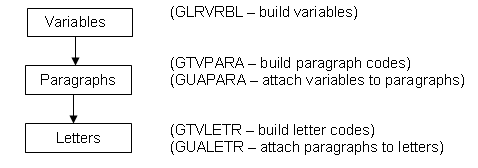 Variables (GLRVRBL – build variables)
Paragraphs (GTVPARA – build paragraph codes)
(GUAPARA – attach variables to paragraphs)
Letters (GTVLETR – build letter codes)
(GUALETR – attach paragraphs to letters)